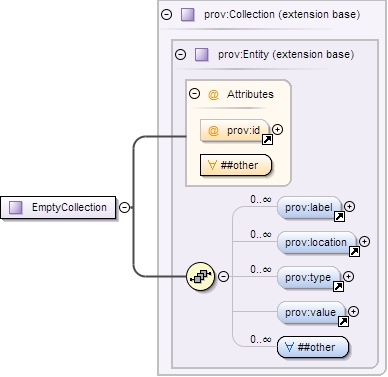 prov:Collection (extension base)
prov:Entity (extension base)
@ Attributes
@ prov:id
∀ ##other
EmptyCollection
0..∞
prov:label
0..∞
prov:location
0..∞
prov:type
prov:value
0..∞
∀ ##other